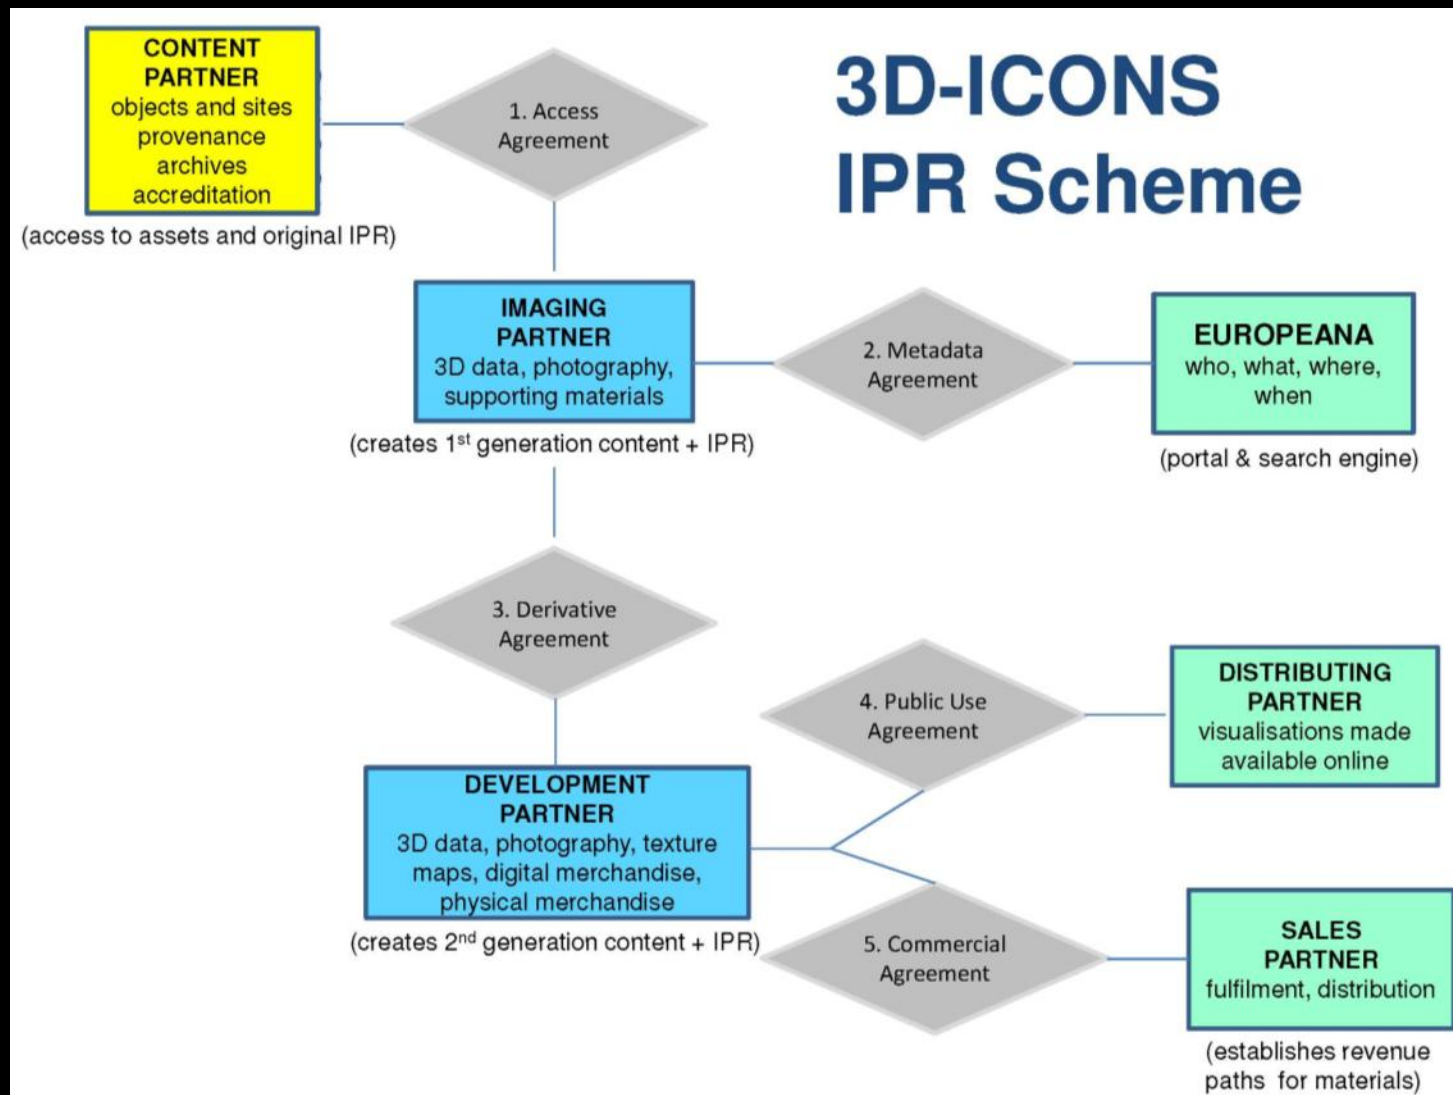 3D-ICONS
IPR Scheme
CONTENT
PARTNER
objects and sites
provenance
archives
accreditation
(access to assets and original IPR)
1. Access
Agreement
IMAGING
PARTNER
3D data, photography,
supporting materials
(creates 1st generation content + IPR)
2. Metadata
Agreement
EUROPEANA
who, what, where,
when
(portal & search engine)
3. Derivative
Agreement
DEVELOPMENT
PARTNER
3D data, photography, texture
maps, digital merchandise,
physical merchandise
(creates 2nd generation content + IPR)
4. Public Use
Agreement
DISTRIBUTING
PARTNER
visualisations made
available online
5. Commercial
Agreement
SALES
PARTNER
fulfilment, distribution
(establishes revenue
paths for materials)